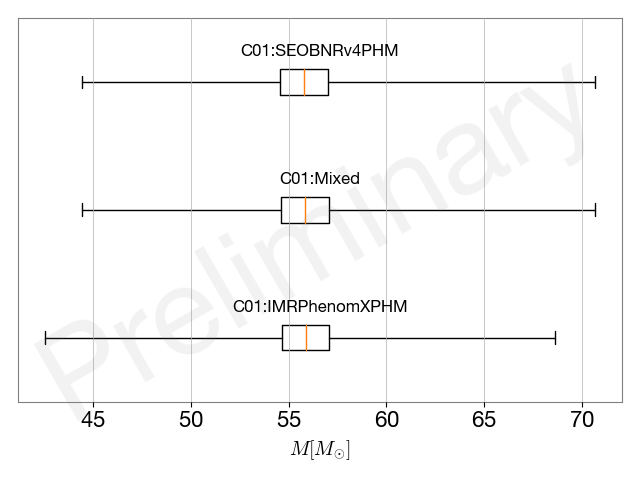 C01:SEOBNRv4PHM
C01:Mixed
C01:IMRPhenomXPHM
Preliminary
45 50 55 60 65 70
M[M☉]